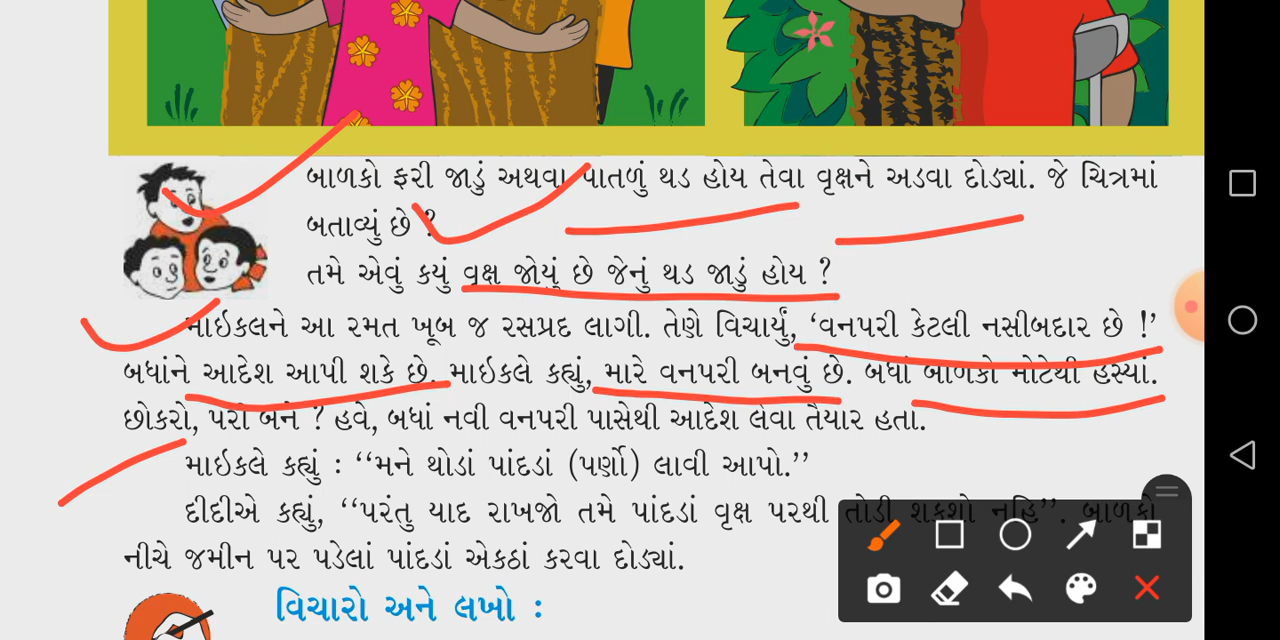 બાળકો ફરી જાડું અથવા પાતળું થડ હોય તેવા વૃક્ષને અડવા દોડ્યાં. જે ચિત્રમાં
બતાવ્યું છે ?
તમે એવું કયું વૃક્ષ જોયું છે જેનું થડ જાડું હોય ?
માઇકલને આ રમત ખૂબ જ રસપ્રદ લાગી. તેણે વિચાર્યું, ‘વનપરી કેટલી નસીબદાર છે !’
બધાંને આદેશ આપી શકે છે. માઇકલે કહ્યું, મારે વનપરી બનવું છે. બધાં બાળકો મોટેથી હસ્યાં.
છોકરો, પરી બને ? હવે, બધાં નવી વનપરી પાસેથી આદેશ લેવા તૈયાર હતા.
માઇકલે કહ્યું : ‘‘મને થોડાં પાંદડાં (પર્ણો) લાવી આપો.’’
દીદીએ કહ્યું, ‘‘પરંતુ યાદ રાખજો તમે પાંદડાં વૃક્ષ પરથી તોડી શકશો નહિ’’. બાળકો
નીચે જમીન પર પડેલાં પાંદડાં એકઠાં કરવા દોડ્યાં.
વિચારો અને લખો :